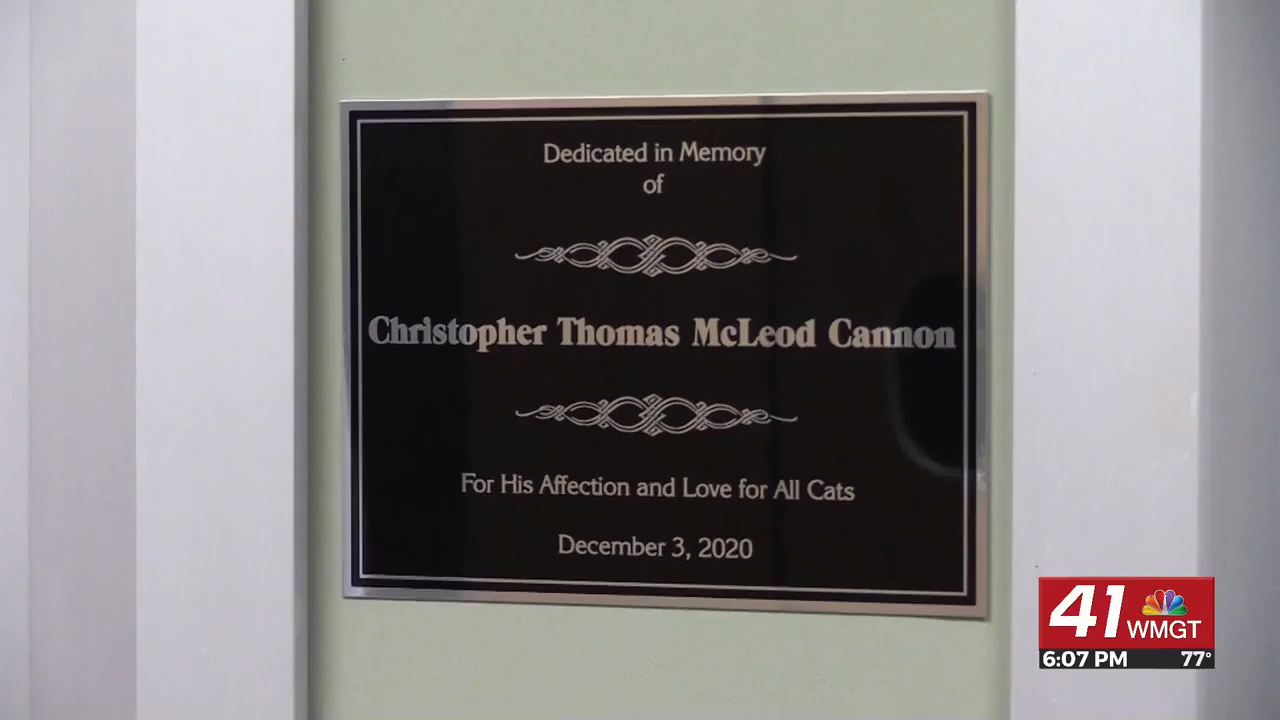 Dedicated in Memory
of
Christopher Thomas McLeod Cannon
For His Affection and Love for All Cats
December 3, 2020
41 WMGT
6:07 PM 77°